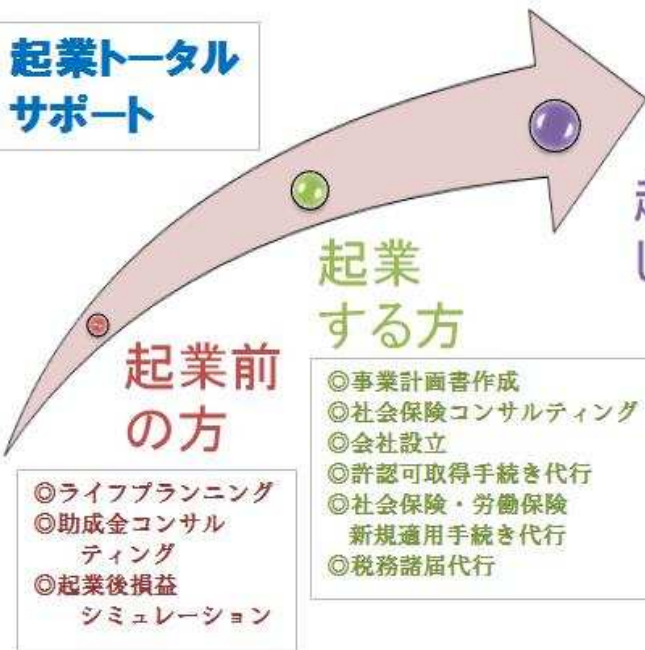 起業トータル
サポート
起業
する方
起業前
の方
◎事業計画書作成
◎社会保険コンサルティング
◎会社設立
◎許認可取得手続き代行
◎社会保険・労働保険
新規適用手続き代行
◎税務諸届代行
◎ライフプランニング
◎助成金コンサル
ティング
◎起業後損益
シミュレーション